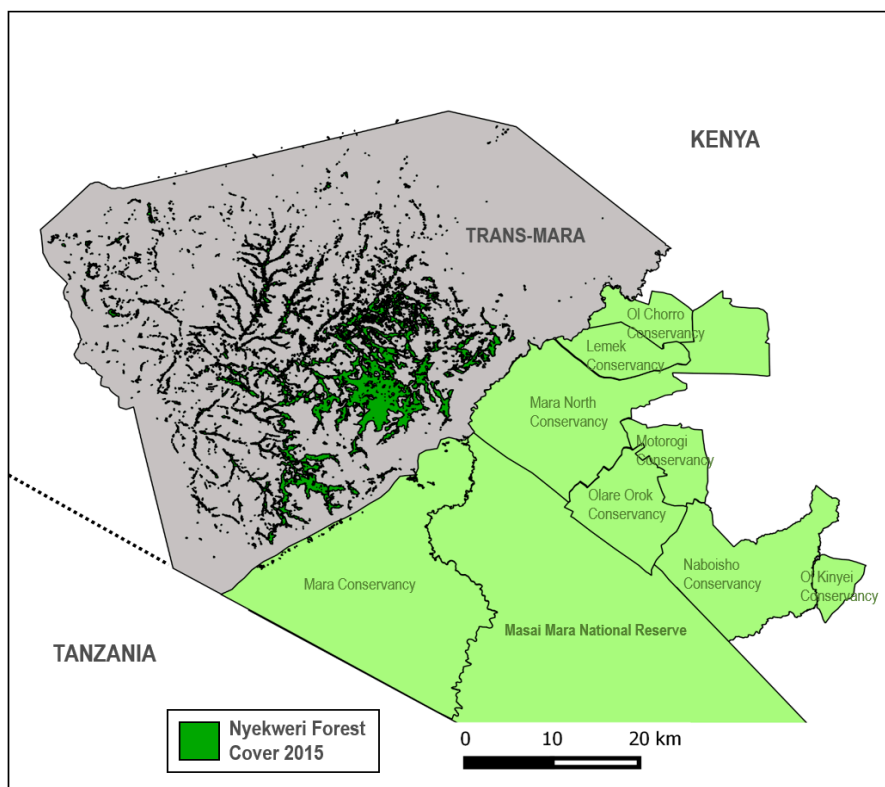 KENYA
TRANS-MARA
Ol Chorro
Conservancy
Lemek
Conservancy
Mara North
Conservancy
Motorogi
Conservancy
Olare Orok
Conservancy
Naboisho
Conservancy
Ol Kinyei
Conservancy
Mara Conservancy
Masai Mara National Reserve
TANZANIA
Nyekweri Forest
Cover 2015
0 10 20 km